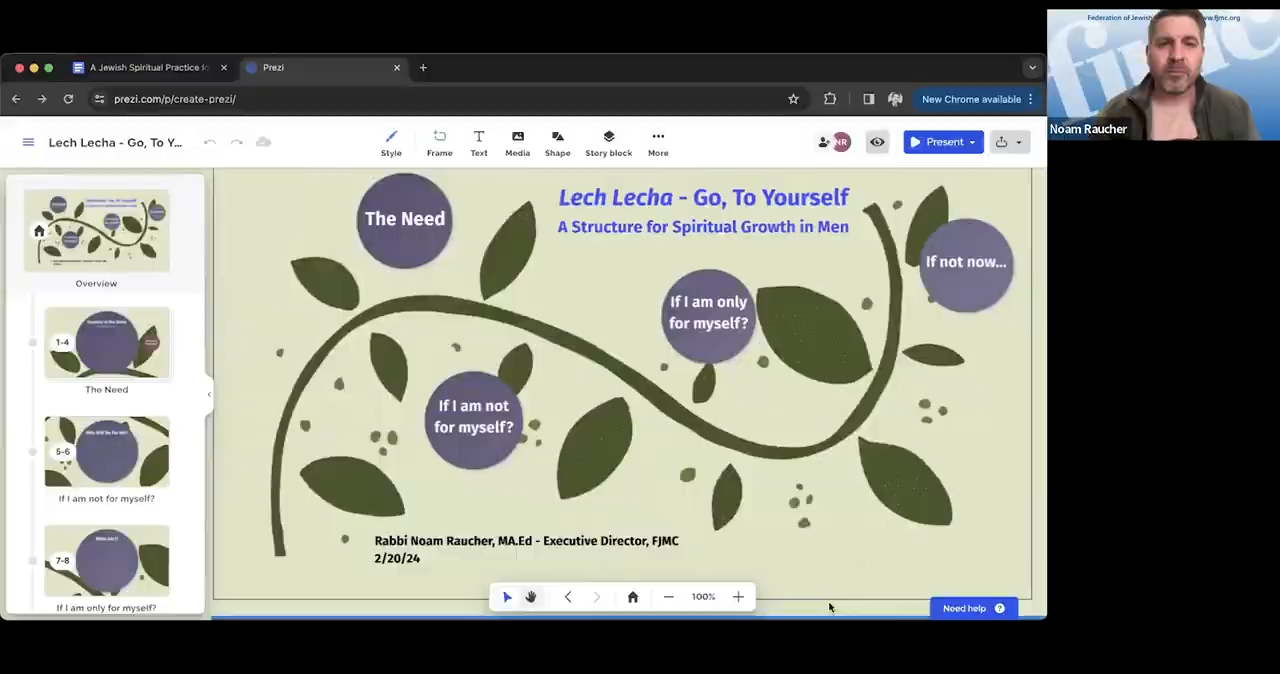 A Jewish Spiritual Practice fo
Prezi
prezi.com/p/create-prezi/
New Chrome available
Lech Lecha - Go, To Y...
Style
Frame
Text
Media
Shape
Story block
More
NR
Present
Overview
1-4
The Need
5-6
If I am not for myself?
7-8
If I am only for myself?
The Need
Lech Lecha - Go, To Yourself
A Structure for Spiritual Growth in Men
If not now...
If I am only
for myself?
If I am not
for myself?
Rabbi Noam Raucher, MA.Ed - Executive Director, FJMC
2/20/24
100%
Need help
?
Federation of Jewish
www.fjmc.org
fjmc
Noam Raucher